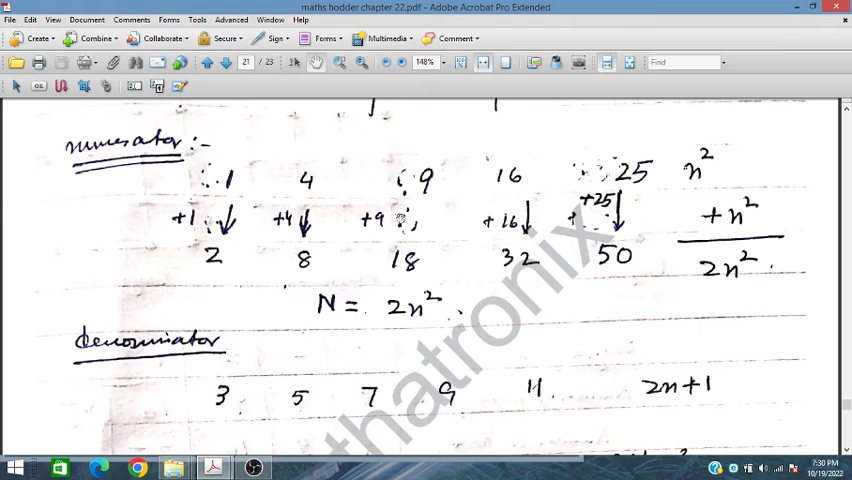 maths hodder chapter 22.pdf - Adobe Acrobat Pro Extended
File Edit View Document Comments Forms Tools Advanced Window Help
Create Combine Collaborate Secure Sign Forms Multimedia Comment
21 / 23 148% Find
numerator :-
1 4 9 16 25 n²
+1 +4 +9 +16 +25 +n²
2 8 18 32 50 2n².
N = 2n².
denominator
3 5 7 9 11 2n+1
thatronix
7:30 PM
10/19/2022